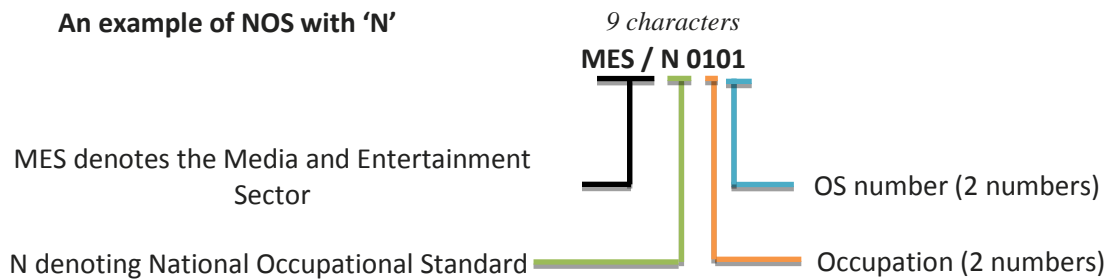 An example of NOS with ‘N’
9 characters
MES / N 0101
MES denotes the Media and Entertainment
Sector
OS number (2 numbers)
N denoting National Occupational Standard
Occupation (2 numbers)